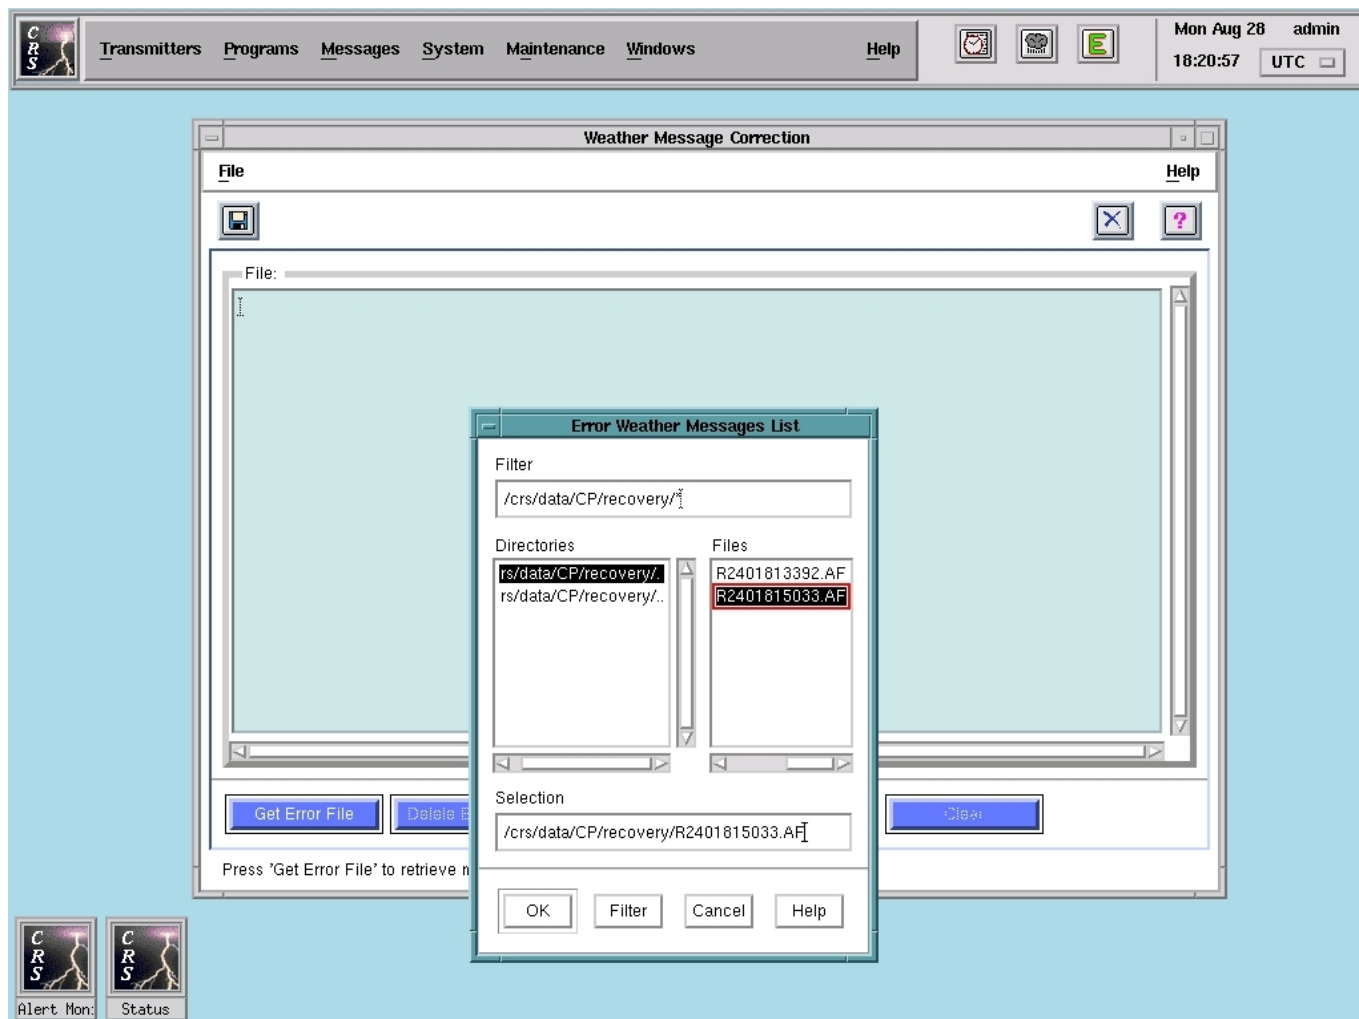 CRS
Transmitters Programs Messages System Maintenance Windows Help
E
Mon Aug 28 admin
18:20:57 UTC
Weather Message Correction
File Help
?
File:
Error Weather Messages List
Filter
/crs/data/CP/recovery/*
Directories Files
rs/data/CP/recovery/. R2401813392.AF
rs/data/CP/recovery/.. R2401815033.AF
Selection
/crs/data/CP/recovery/R2401815033.AF
Get Error File Delete E Clear
Press 'Get Error File' to retrieve
OK Filter Cancel Help
CRS CRS
Alert Mon: Status